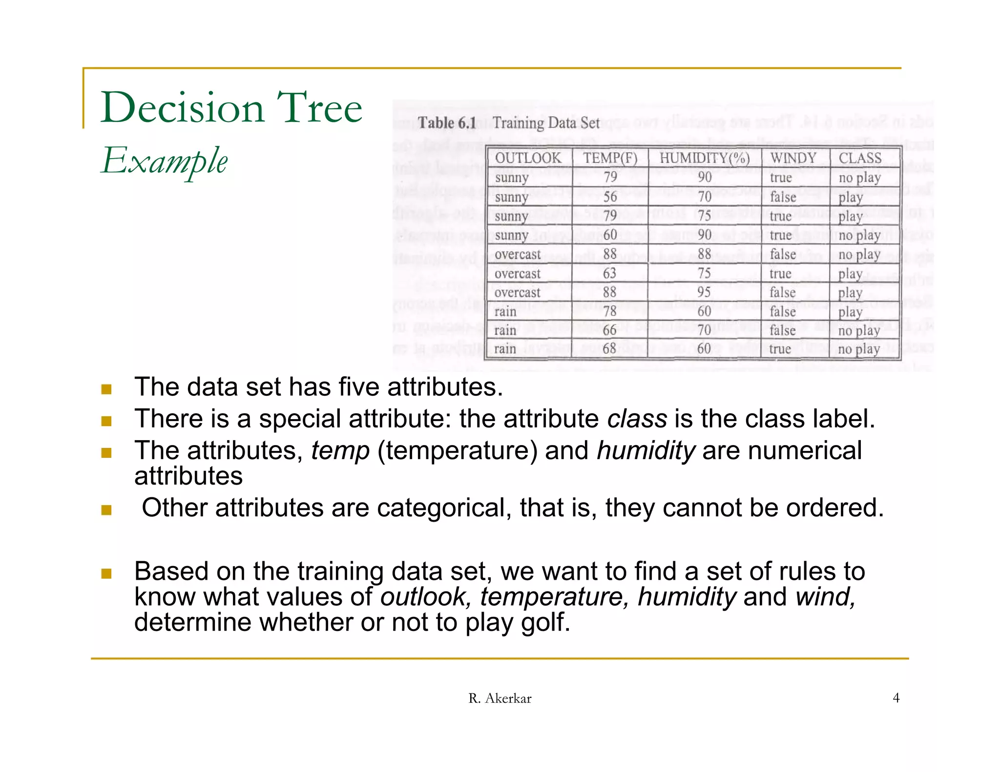 Decision Tree
Example
Table 6.1 Training Data Set
OUTLOOK TEMP(F) HUMIDITY(%) WINDY CLASS
sunny 79 90 true no play
sunny 56 70 false play
sunny 79 75 true play
sunny 60 90 true no play
overcast 88 88 false no play
overcast 63 75 true play
overcast 88 95 false play
rain 78 60 false play
rain 66 70 false no play
rain 68 60 true no play
The data set has five attributes.
There is a special attribute: the attribute class is the class label.
The attributes, temp (temperature) and humidity are numerical
attributes
Other attributes are categorical, that is, they cannot be ordered.
Based on the training data set, we want to find a set of rules to
know what values of outlook, temperature, humidity and wind,
determine whether or not to play golf.
R. Akerkar
4